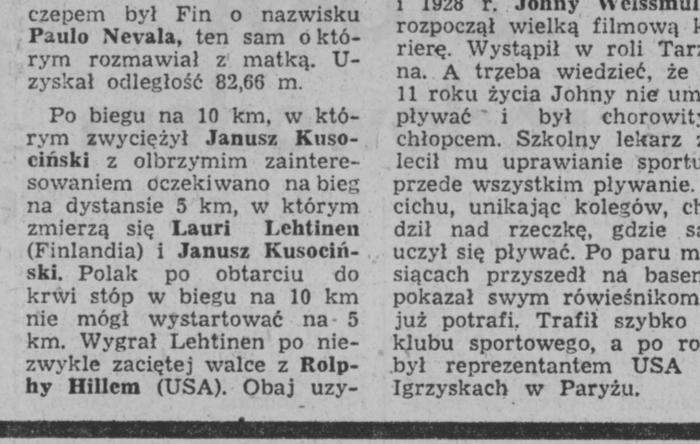 czepem był Fin o nazwisku
Paulo Nevala, ten sam o któ-
rym rozmawiał z matką. U-
zyskał odległość 82,66 m.
Po biegu na 10 km, w któ-
rym zwyciężył Janusz Kuso-
ciński z olbrzymim zaintere-
sowaniem oczekiwano na bieg
na dystansie 5 km, w którym
zmierzą się Lauri Lehtinen
(Finlandia) i Janusz Kusociń-
ski. Polak po obtarciu do
krwi stóp w biegu na 10 km
nie mógł wystartować na 5
km. Wygrał Lehtinen po nie-
zwykle zaciętej walce z Rolp-
hy Hillem (USA). Obaj uzy-
i 1928 r. Johny Weissmul
rozpoczął wielką filmową k
rierę. Wystąpił w roli Tarz
na. A trzeba wiedzieć, że
11 roku życia Johny nie um
pływać i był chorowity
chłopcem. Szkolny lekarz z
lecił mu uprawianie sportu
przede wszystkim pływanie.
cichu, unikając kolegów, ch
dził nad rzeczkę, gdzie sa
uczył się pływać. Po paru m
siącach przyszedł na basen
pokazał swym rówieśnikom
już potrafi. Trafił szybko
klubu sportowego, a po ro
był reprezentantem USA
Igrzyskach w Paryżu.